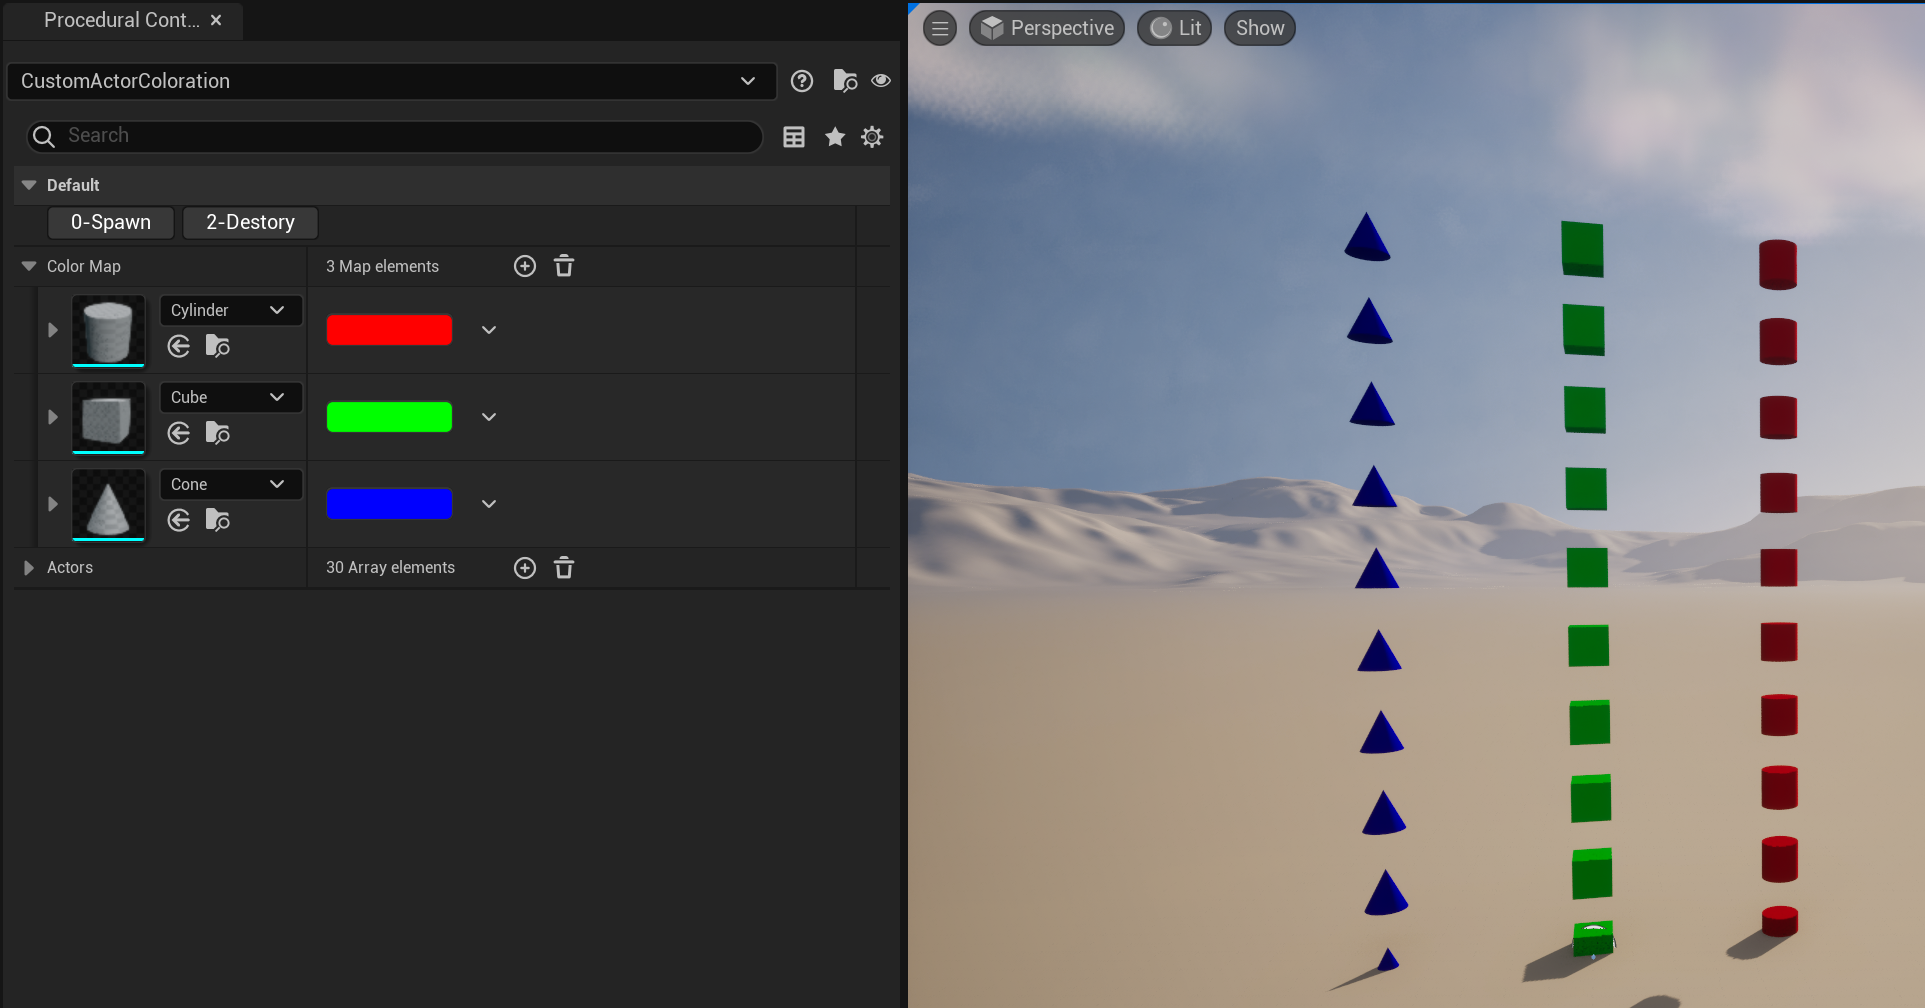 Procedural Cont...
CustomActorColoration
Search
Default
0-Spawn 2-Destory
Color Map 3 Map elements
Cylinder
Cube
Cone
Actors 30 Array elements
Perspective Lit Show